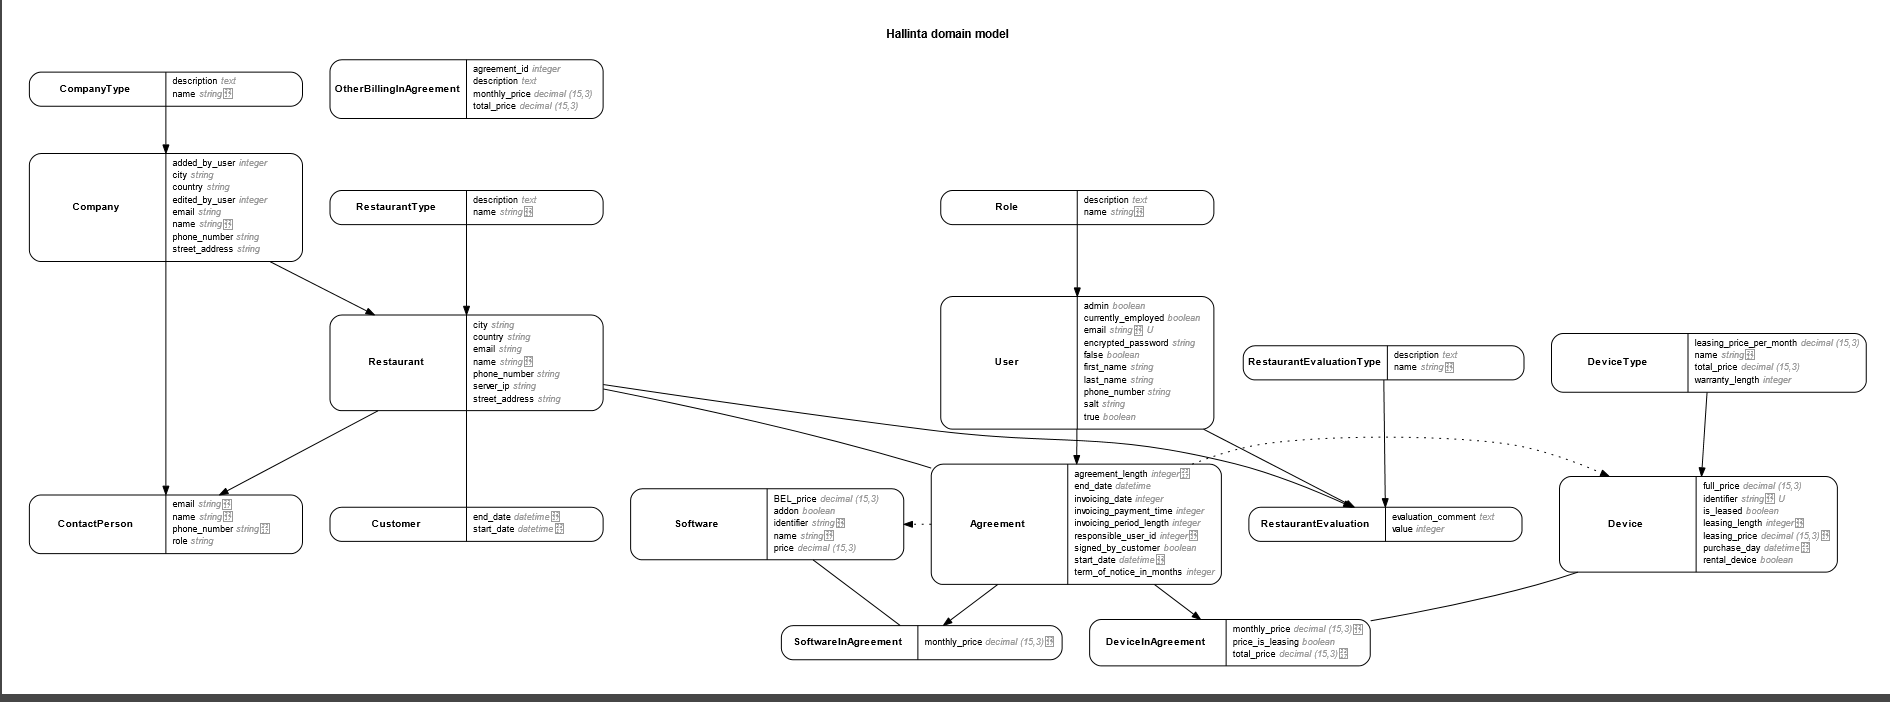 Hallinta domain model
CompanyType
description text
name string
OtherBillingInAgreement
agreement_id integer
description text
monthly_price decimal (15,3)
total_price decimal (15,3)
Company
added_by_user integer
city string
country string
edited_by_user integer
email string
name string
phone_number string
street_address string
RestaurantType
description text
name string
Role
description text
name string
Restaurant
city string
country string
email string
name string
phone_number string
server_ip string
street_address string
User
admin boolean
currently_employed boolean
email string U
encrypted_password string
false boolean
first_name string
last_name string
phone_number string
salt string
true boolean
RestaurantEvaluationType
description text
name string
DeviceType
leasing_price_per_month decimal (15,3)
name string
total_price decimal (15,3)
warranty_length integer
ContactPerson
email string
name string
phone_number string
role string
Customer
end_date datetime
start_date datetime
Software
BEL_price decimal (15,3)
addon boolean
identifier string
name string
price decimal (15,3)
Agreement
agreement_length integer
end_date datetime
invoicing_date integer
invoicing_payment_time integer
invoicing_period_length integer
responsible_user_id integer
signed_by_customer boolean
start_date datetime
term_of_notice_in_months integer
RestaurantEvaluation
evaluation_comment text
value integer
Device
full_price decimal (15,3)
identifier string U
is_leased boolean
leasing_length integer
leasing_price decimal (15,3)
purchase_day datetime
rental_device boolean
SoftwareInAgreement
monthly_price decimal (15,3)
DeviceInAgreement
monthly_price decimal (15,3)
price_is_leasing boolean
total_price decimal (15,3)